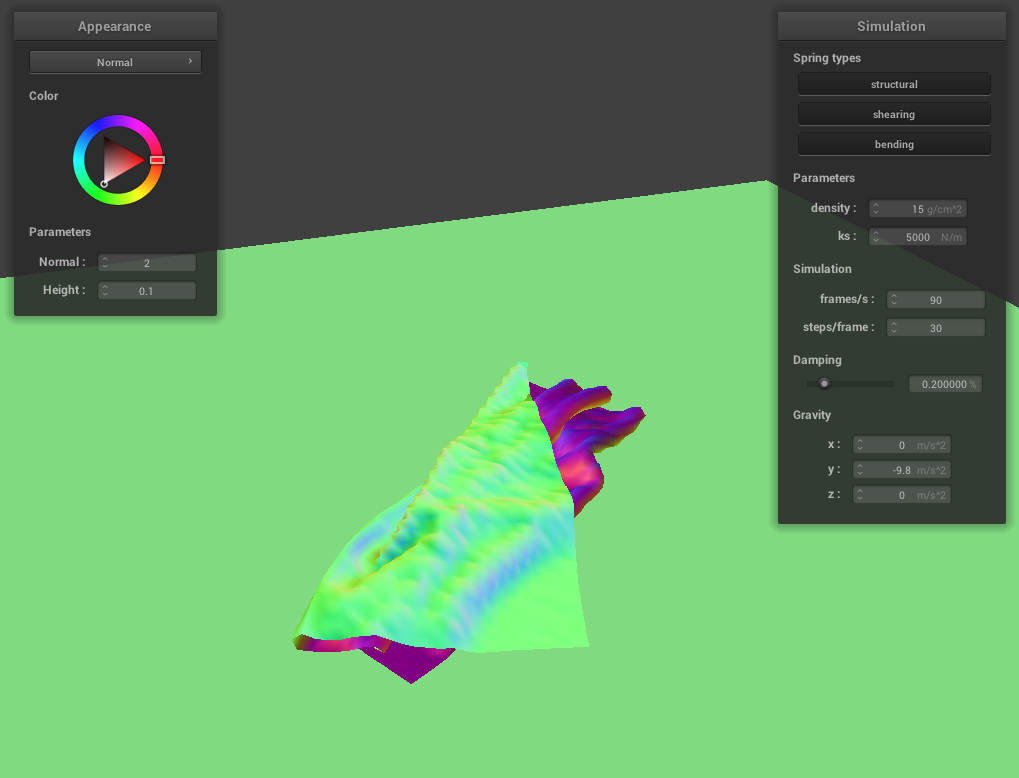 Appearance
Normal ›
Color
Parameters
Normal : 2
Height : 0.1
Simulation
Spring types
structural
shearing
bending
Parameters
density : 15 g/cm^2
ks : 5000 N/m
Simulation
frames/s : 90
steps/frame : 30
Damping
0.200000 %
Gravity
x : 0 m/s^2
y : -9.8 m/s^2
z : 0 m/s^2